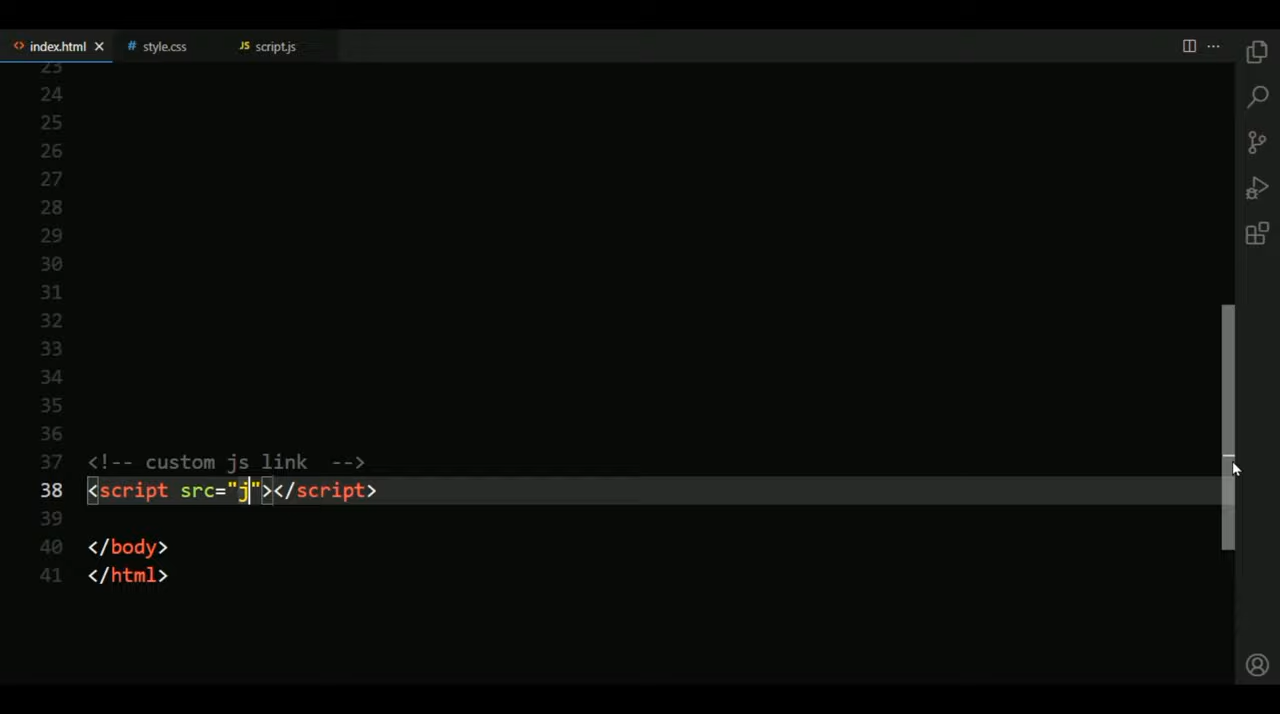 index.html
style.css
JS script.js
23
24
25
26
27
28
29
30
31
32
33
34
35
36
37 <!-- custom js link  -->
38 <script src="j"></script>
39
40 </body>
41 </html>